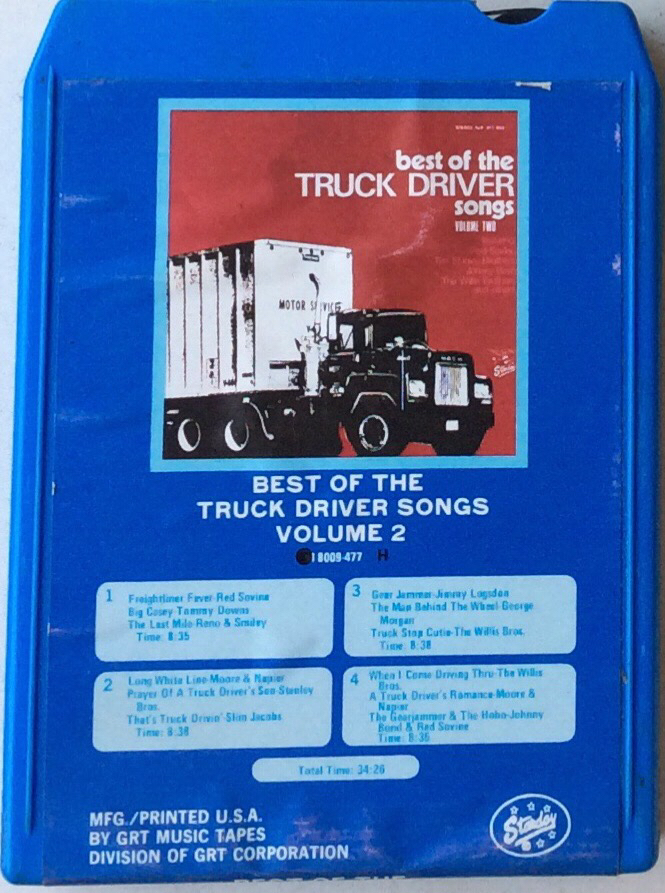 best of the
TRUCK DRIVER
songs
VOLUME TWO
MOTOR SERVICE
MACK
BEST OF THE
TRUCK DRIVER SONGS
VOLUME 2
8009-477 H
1 Freightliner Fever-Red Sovine
Big Casey-Tommy Downs
The Last Mile-Reno & Smiley
Time: 8:35
2 Long White Line-Moore & Napier
Prayer Of A Truck Driver's Son-Stanley
Bros.
That's Truck Drivin'-Slim Jacobs
Time: 8:38
3 Gear Jammer-Jimmy Logsdon
The Man Behind The Wheel-George
Morgan
Truck Stop Cutie-The Willis Bros.
Time: 8:38
4 When I Come Driving Thru-The Willis
Bros.
A Truck Driver's Romance-Moore &
Napier
The Gearjammer & The Hobo-Johnny
Bond & Red Sovine
Time: 8:35
Total Time: 34:26
MFG./PRINTED U.S.A.
BY GRT MUSIC TAPES
DIVISION OF GRT CORPORATION
Starday
BEST OF THE